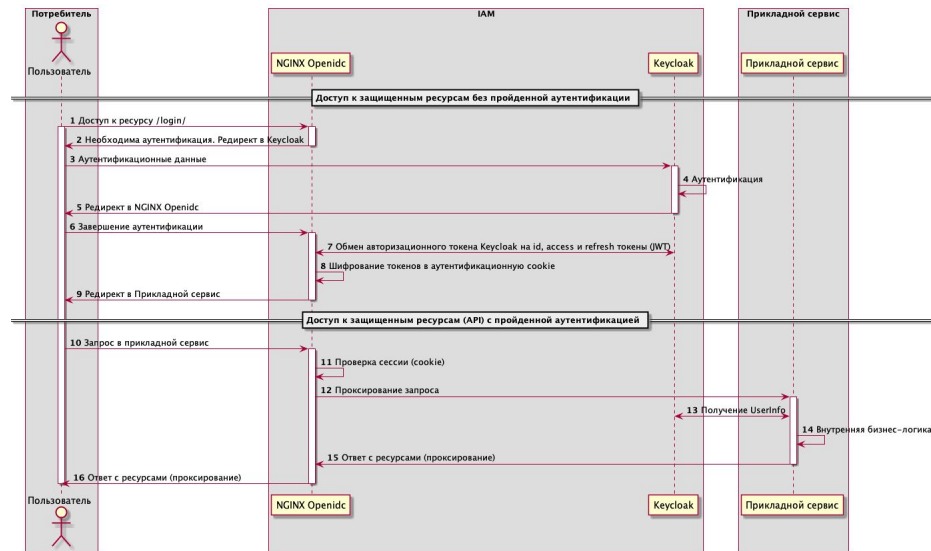 Потребитель
IAM
Прикладной сервис
Пользователь
NGINX Openidc
Keycloak
Прикладной сервис
Доступ к защищенным ресурсам без пройденной аутентификации
1 Доступ к ресурсу /login/
2 Необходима аутентификация. Редирект в Keycloak
3 Аутентификационные данные
4 Аутентификация
5 Редирект в NGINX Openidc
6 Завершение аутентификации
7 Обмен авторизационного токена Keycloak на id, access и refresh токены (JWT)
8 Шифрование токенов в аутентификационную cookie
9 Редирект в Прикладной сервис
Доступ к защищенным ресурсам (API) с пройденной аутентификацией
10 Запрос в прикладной сервис
11 Проверка сессии (cookie)
12 Проксирование запроса
13 Получение UserInfo
14 Внутренняя бизнес-логика
15 Ответ с ресурсами (проксирование)
16 Ответ с ресурсами (проксирование)
Пользователь
NGINX Openidc
Keycloak
Прикладной сервис